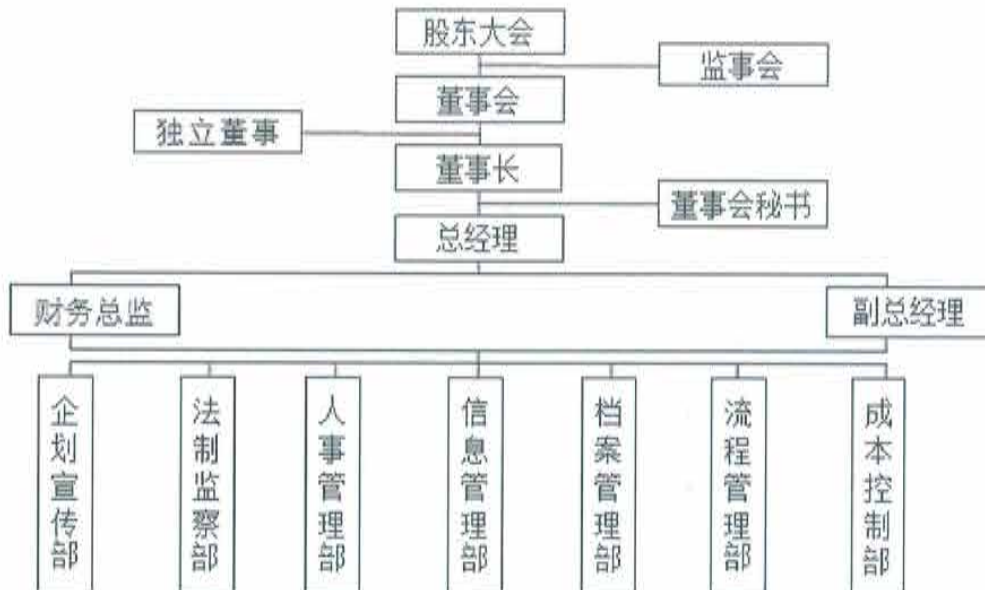 股东大会
监事会
董事会
独立董事
董事长
董事会秘书
总经理
财务总监
副总经理
企划宣传部
法制监察部
人事管理部
信息管理部
档案管理部
流程管理部
成本控制部